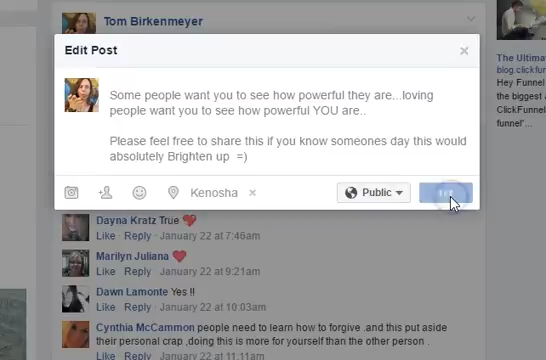 Tom Birkenmeyer
Edit Post
Some people want you to see how powerful they are...loving
people want you to see how powerful YOU are..
Please feel free to share this if you know someones day this would
absolutely Brighten up =)
Kenosha
Public
Dayna Kratz True
Like · Reply · January 22 at 7:46am
Marilyn Juliana
Like · Reply · January 22 at 9:21am
Dawn Lamonte Yes !!
Like · Reply · January 22 at 10:03am
Cynthia McCammon people need to learn how to forgive .and this put aside
their personal crap ,doing this is more for yourself than the other person .
Like · Reply · January 22 at 11:11am
The Ultima
blog.clickfun
Hey Funnel
the biggest a
ClickFunnel
funnel"...